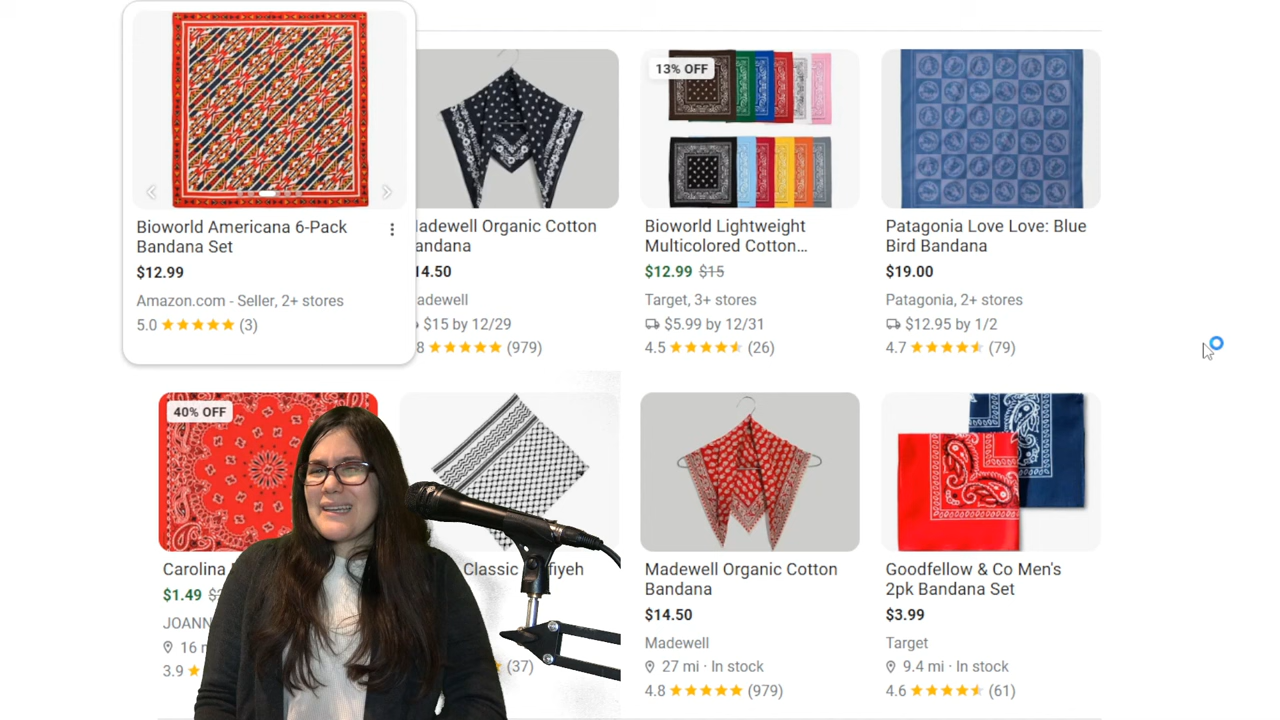 Bioworld Americana 6-Pack
Bandana Set
$12.99
Amazon.com - Seller, 2+ stores
5.0 (3)
adewell Organic Cotton
andana
14.50
adewell
$15 by 12/29
8 (979)
13% OFF
Bioworld Lightweight
Multicolored Cotton...
$12.99 $15
Target, 3+ stores
$5.99 by 12/31
4.5 (26)
Patagonia Love Love: Blue
Bird Bandana
$19.00
Patagonia, 2+ stores
$12.95 by 1/2
4.7 (79)
40% OFF
Carolina
$1.49
JOANN
16
3.9
Classic
(37)
Madewell Organic Cotton
Bandana
$14.50
Madewell
27 mi · In stock
4.8 (979)
Goodfellow & Co Men's
2pk Bandana Set
$3.99
Target
9.4 mi · In stock
4.6 (61)